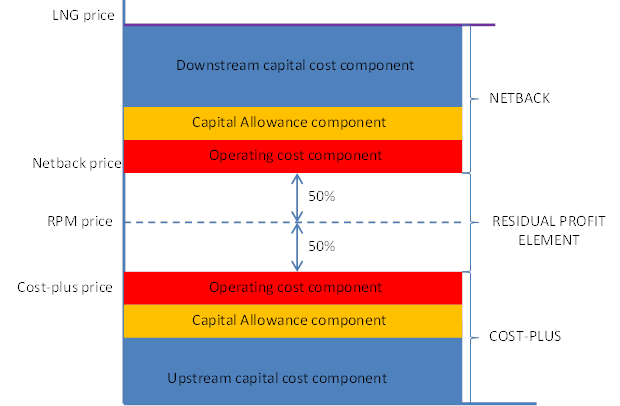 LNG price
Downstream capital cost component
NETBACK
Capital Allowance component
Operating cost component
Netback price
50%
RPM price
RESIDUAL PROFIT
ELEMENT
50%
Cost-plus price
Operating cost component
Capital Allowance component
COST-PLUS
Upstream capital cost component